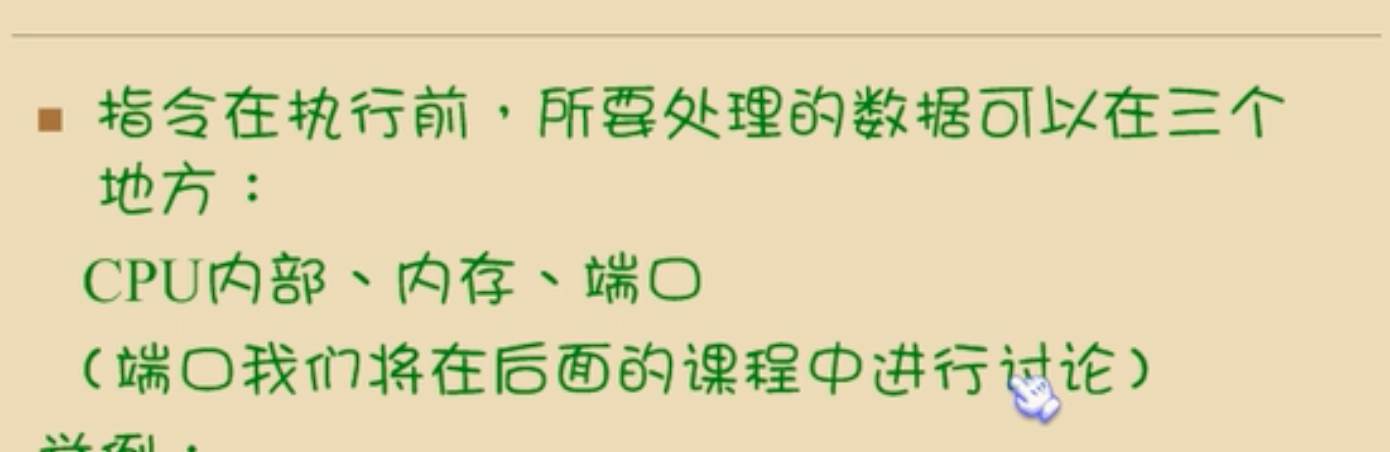 指令在执行前，所要处理的数据可以在三个
地方：
CPU内部、内存、端口
（端口我们将在后面的课程中进行讨论）
举例：